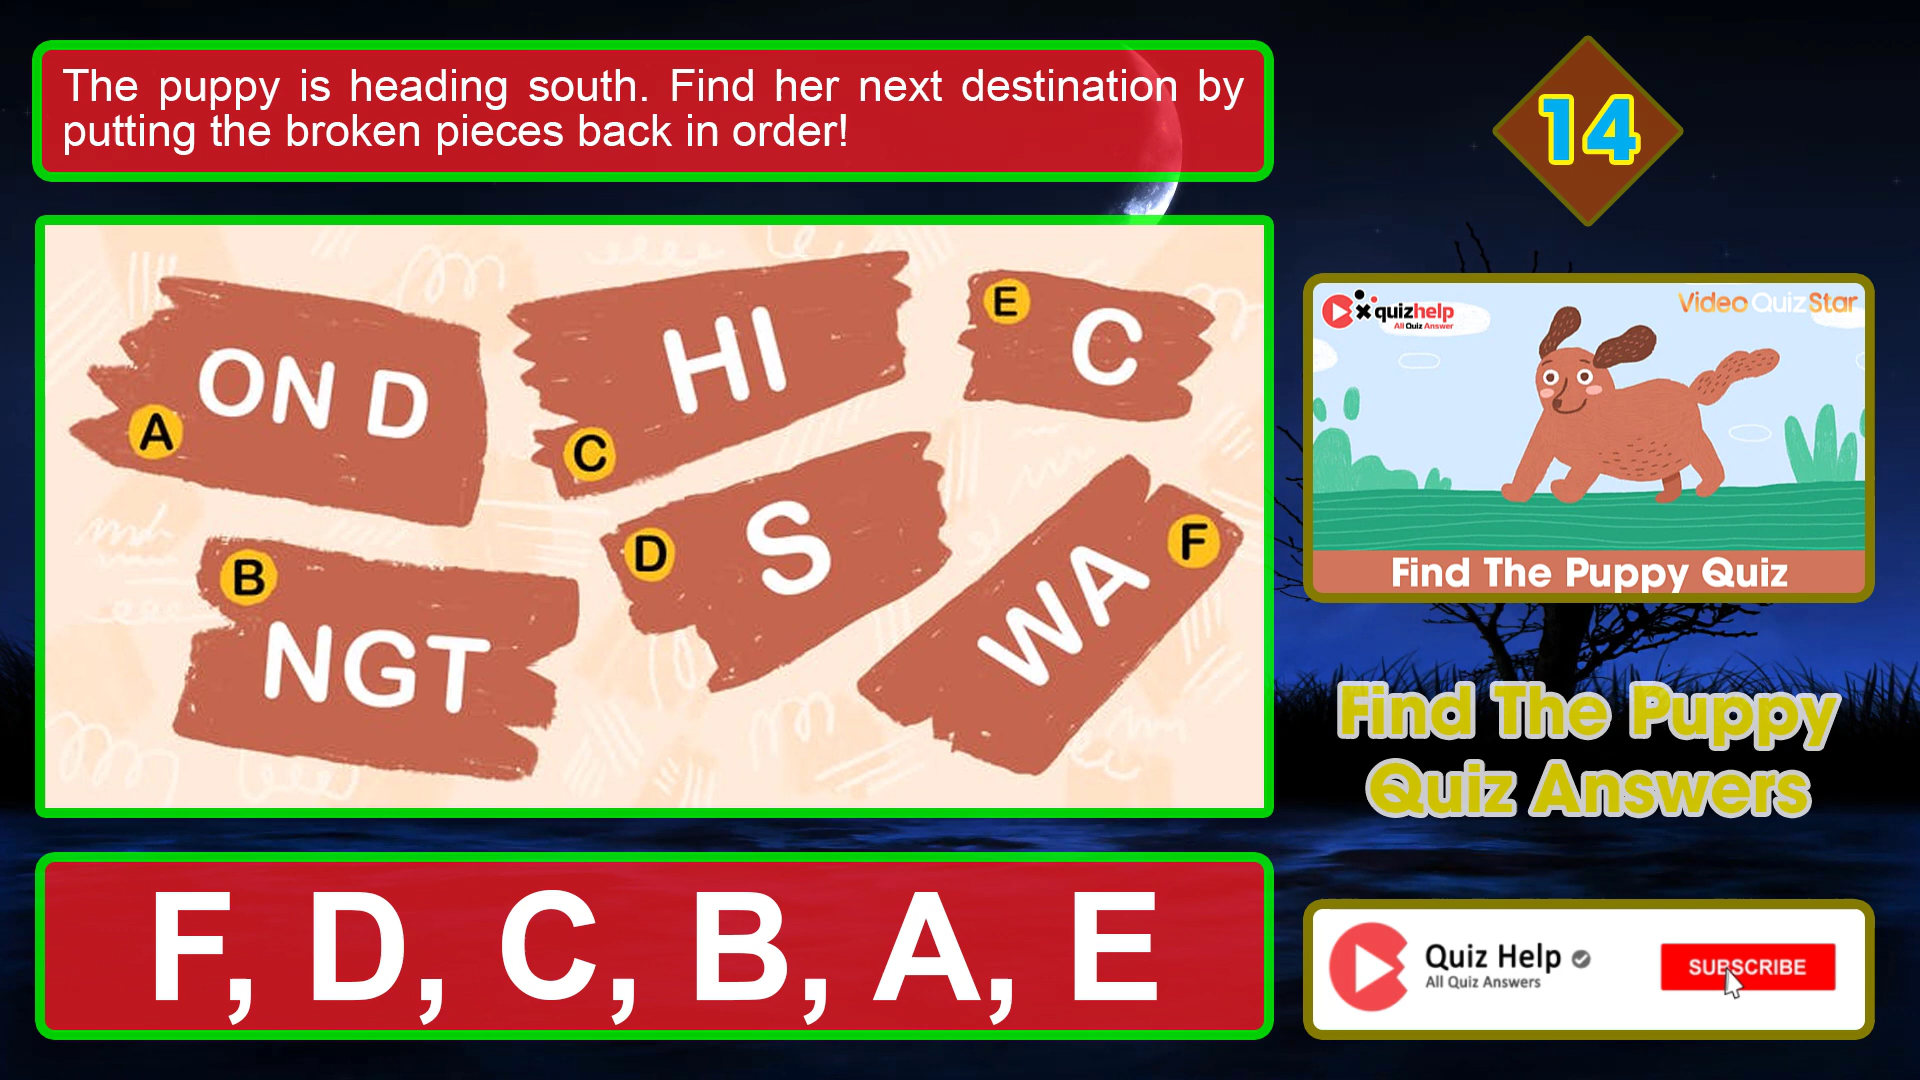 The puppy is heading south. Find her next destination by
putting the broken pieces back in order!
14
A
ON D
C
HI
E
C
B
NGT
D
S
F
WA
quizhelp
All Quiz Answer
Video Quiz Star
Find The Puppy Quiz
Find The Puppy
Quiz Answers
F, D, C, B, A, E
Quiz Help
All Quiz Answers
SUBSCRIBE